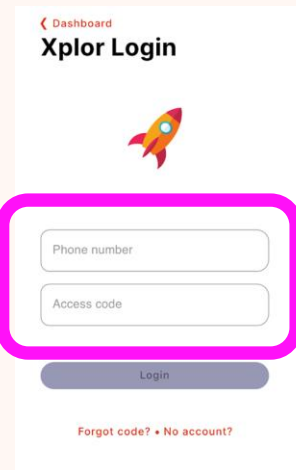 ❮ Dashboard
Xplor Login
Phone number
Access code
Login
Forgot code? • No account?